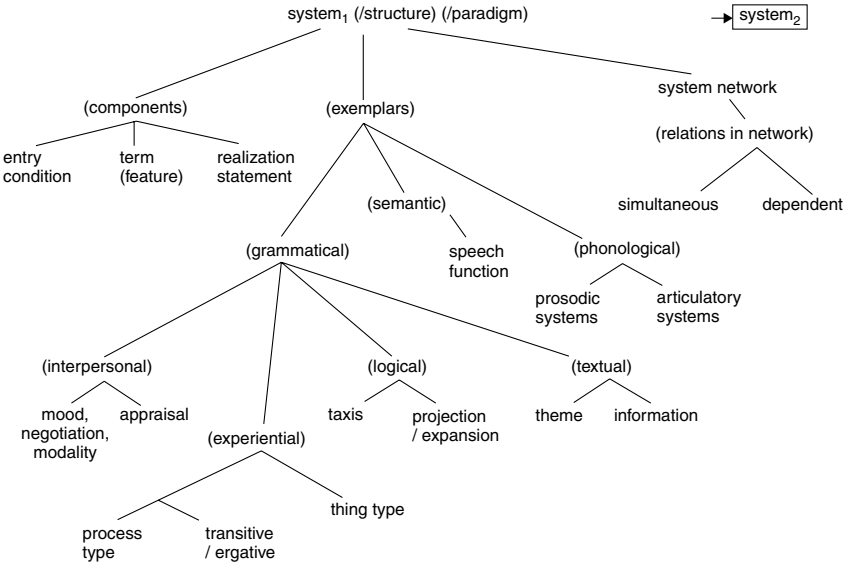 system₁ (/structure) (/paradigm)
system₂
system network
(components)
(exemplars)
(relations in network)
entry
condition
term
(feature)
realization
statement
simultaneous
dependent
(semantic)
(grammatical)
speech
function
(phonological)
prosodic
systems
articulatory
systems
(interpersonal)
(logical)
(textual)
mood,
negotiation,
modality
appraisal
taxis
projection
/ expansion
theme
information
(experiential)
thing type
process
type
transitive
/ ergative